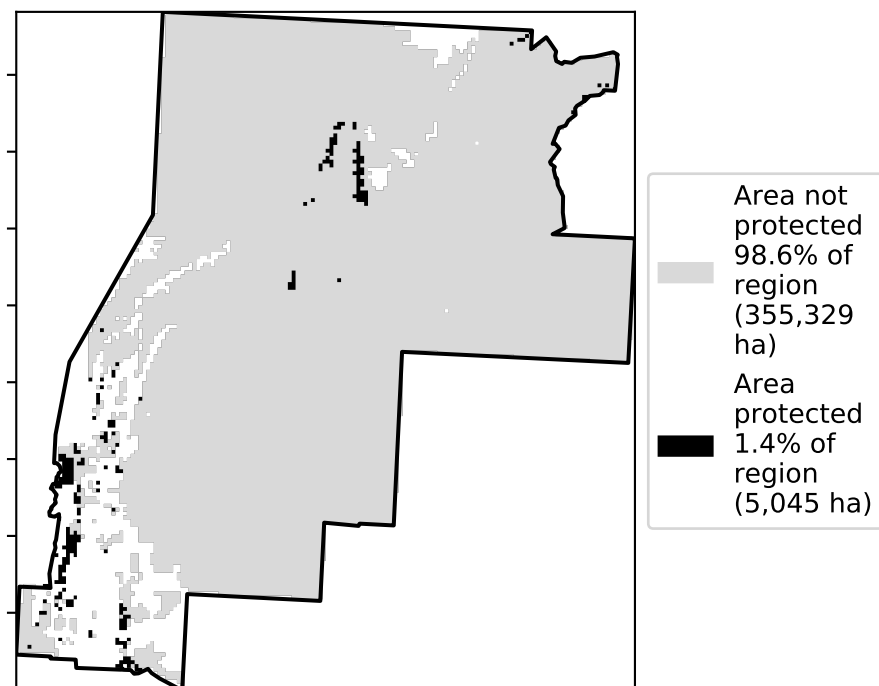 Area not
protected
98.6% of
region
(355,329
ha)
Area
protected
1.4% of
region
(5,045 ha)